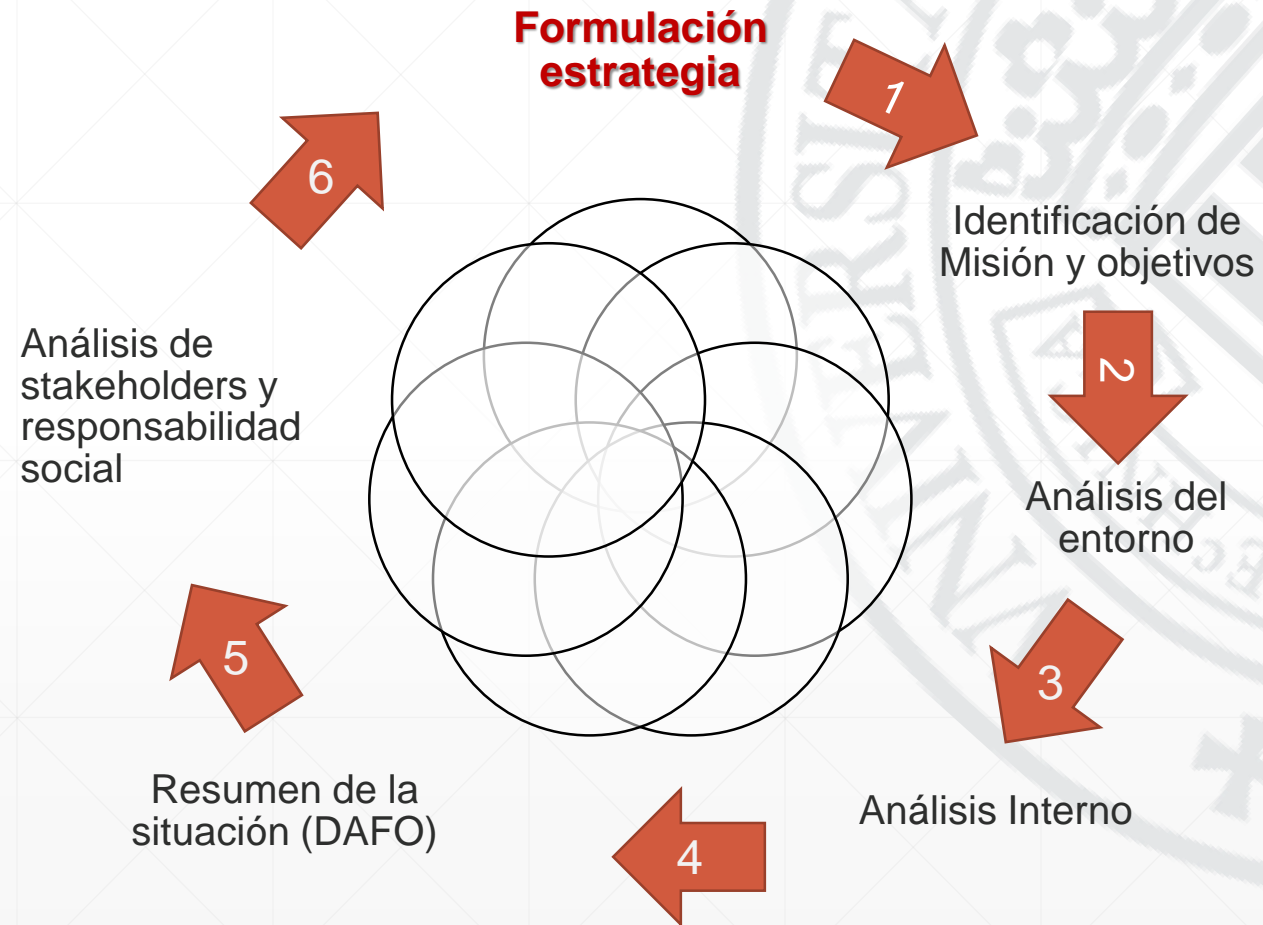 Formulación
estrategia
1
Identificación de
Misión y objetivos
2
Análisis del
entorno
3
Análisis Interno
4
Resumen de la
situación (DAFO)
5
Análisis de
stakeholders y
responsabilidad
social
6